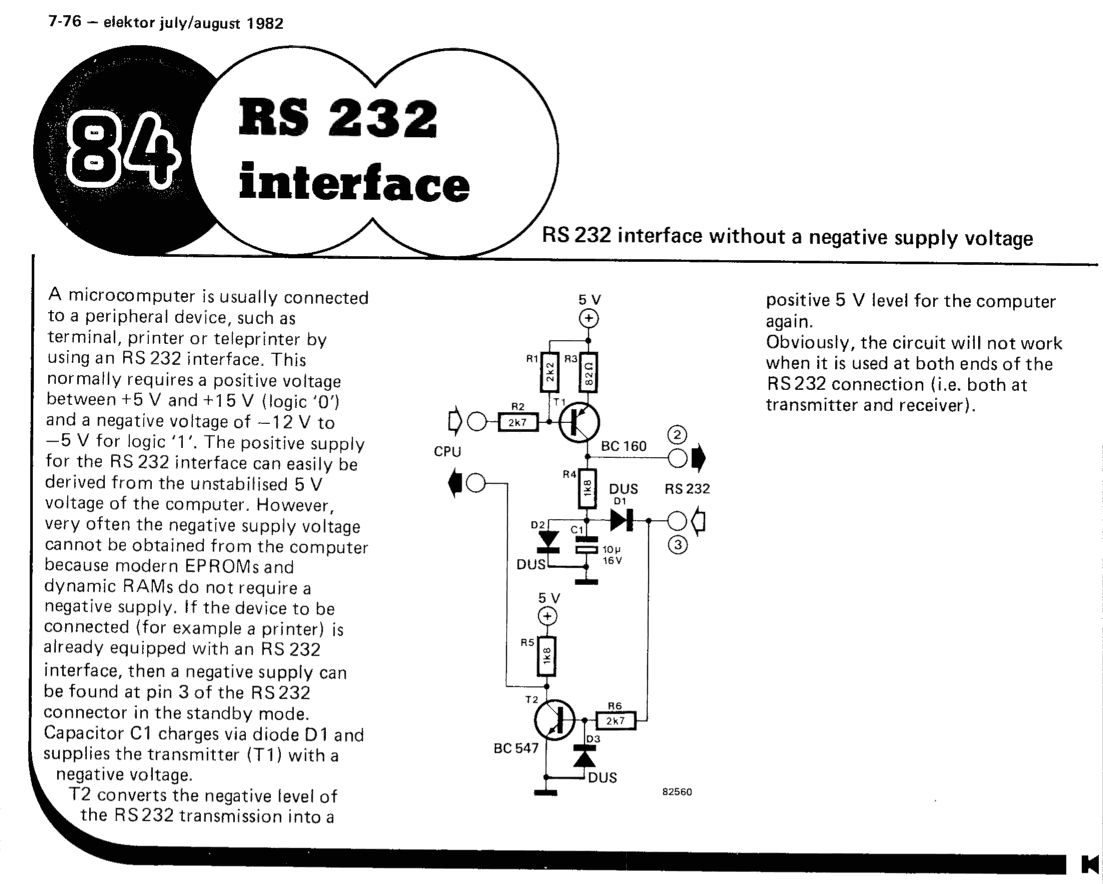 7-76 — elektor july/august 1982
84
RS 232
interface
RS 232 interface without a negative supply voltage
A microcomputer is usually connected
to a peripheral device, such as
terminal, printer or teleprinter by
using an RS 232 interface. This
normally requires a positive voltage
between +5 V and +15 V (logic '0')
and a negative voltage of −12 V to
−5 V for logic '1'. The positive supply
for the RS 232 interface can easily be
derived from the unstabilised 5 V
voltage of the computer. However,
very often the negative supply voltage
cannot be obtained from the computer
because modern EPROMs and
dynamic RAMs do not require a
negative supply. If the device to be
connected (for example a printer) is
already equipped with an RS 232
interface, then a negative supply can
be found at pin 3 of the RS 232
connector in the standby mode.
Capacitor C1 charges via diode D1 and
supplies the transmitter (T1) with a
negative voltage.
T2 converts the negative level of
the RS 232 transmission into a
5 V
+
R1
2k2
R3
82Ω
T1
R2
2k7
CPU
BC 160
2
R4
1k8
DUS
D1
RS 232
D2
C1
3
10µ
16V
DUS
5 V
+
R5
1k8
T2
R6
2k7
BC 547
D3
DUS
82560
positive 5 V level for the computer
again.
Obviously, the circuit will not work
when it is used at both ends of the
RS 232 connection (i.e. both at
transmitter and receiver).